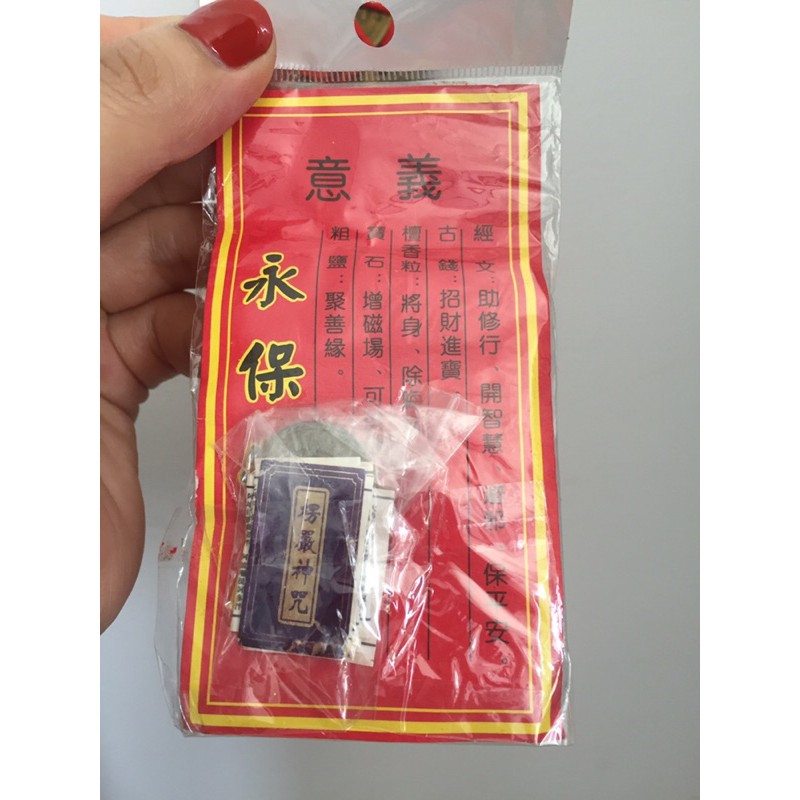 意義
經文：助修行、開智慧、 保平安。
古錢：招財進寶
檀香粒：將身、除
寶石：增磁場、可
粗鹽：聚善緣。
永保
楞嚴神咒